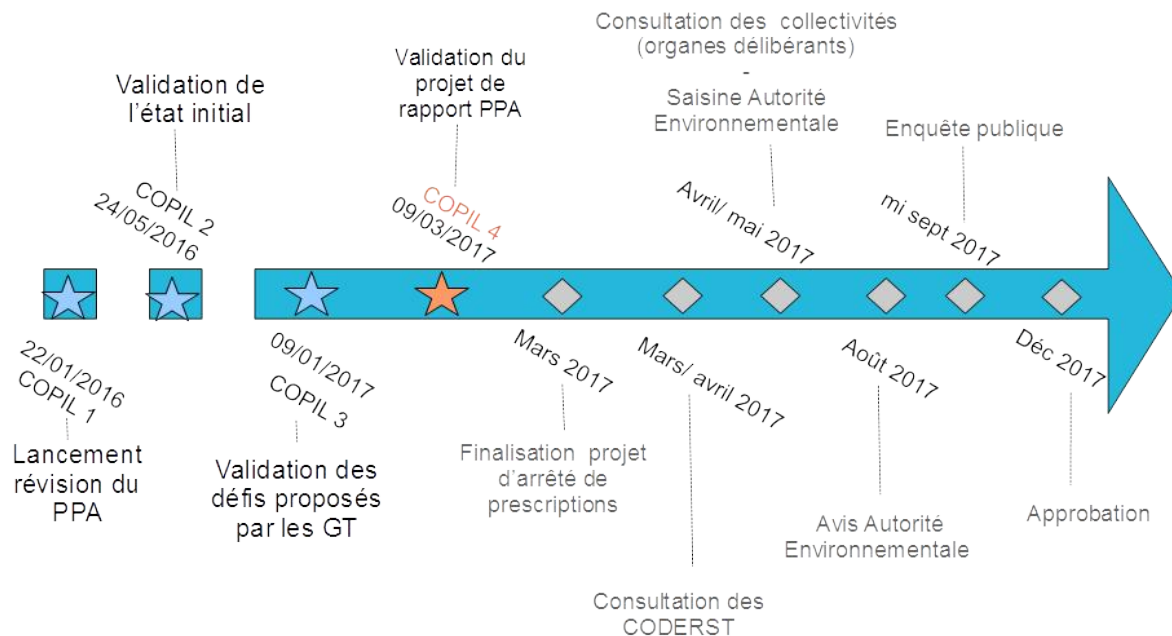 Consultation des collectivités
(organes délibérants)
-
Saisine Autorité
Environnementale
Validation du
projet de
rapport PPA
Validation de
l'état initial
Enquête publique
COPIL 2
24/05/2016
COPIL 4
09/03/2017
Avril/ mai 2017
mi sept 2017
22/01/2016
COPIL 1
09/01/2017
COPIL 3
Mars 2017
Mars/ avril 2017
Août 2017
Déc 2017
Lancement
révision du
PPA
Validation des
défis proposés
par les GT
Finalisation projet
d'arrêté de
prescriptions
Consultation des
CODERST
Avis Autorité
Environnementale
Approbation